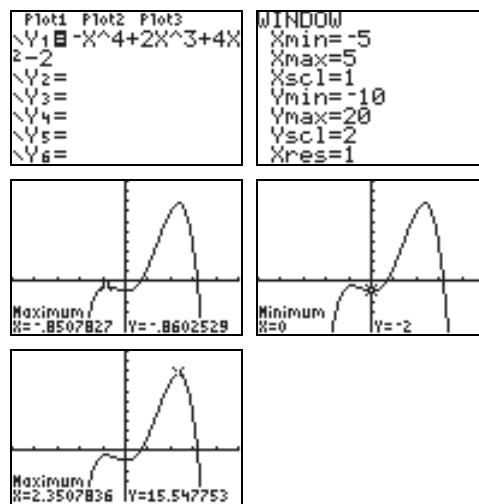 Plot1 Plot2 Plot3
\Y1=-X^4+2X^3+4X
²-2
\Y2=
\Y3=
\Y4=
\Y5=
\Y6=
WINDOW
Xmin=-5
Xmax=5
Xscl=1
Ymin=-10
Ymax=20
Yscl=2
Xres=1
Maximum
X=-.8507827 Y=-.8602529
Minimum
X=0 Y=-2
Maximum
X=2.3507836 Y=15.547753